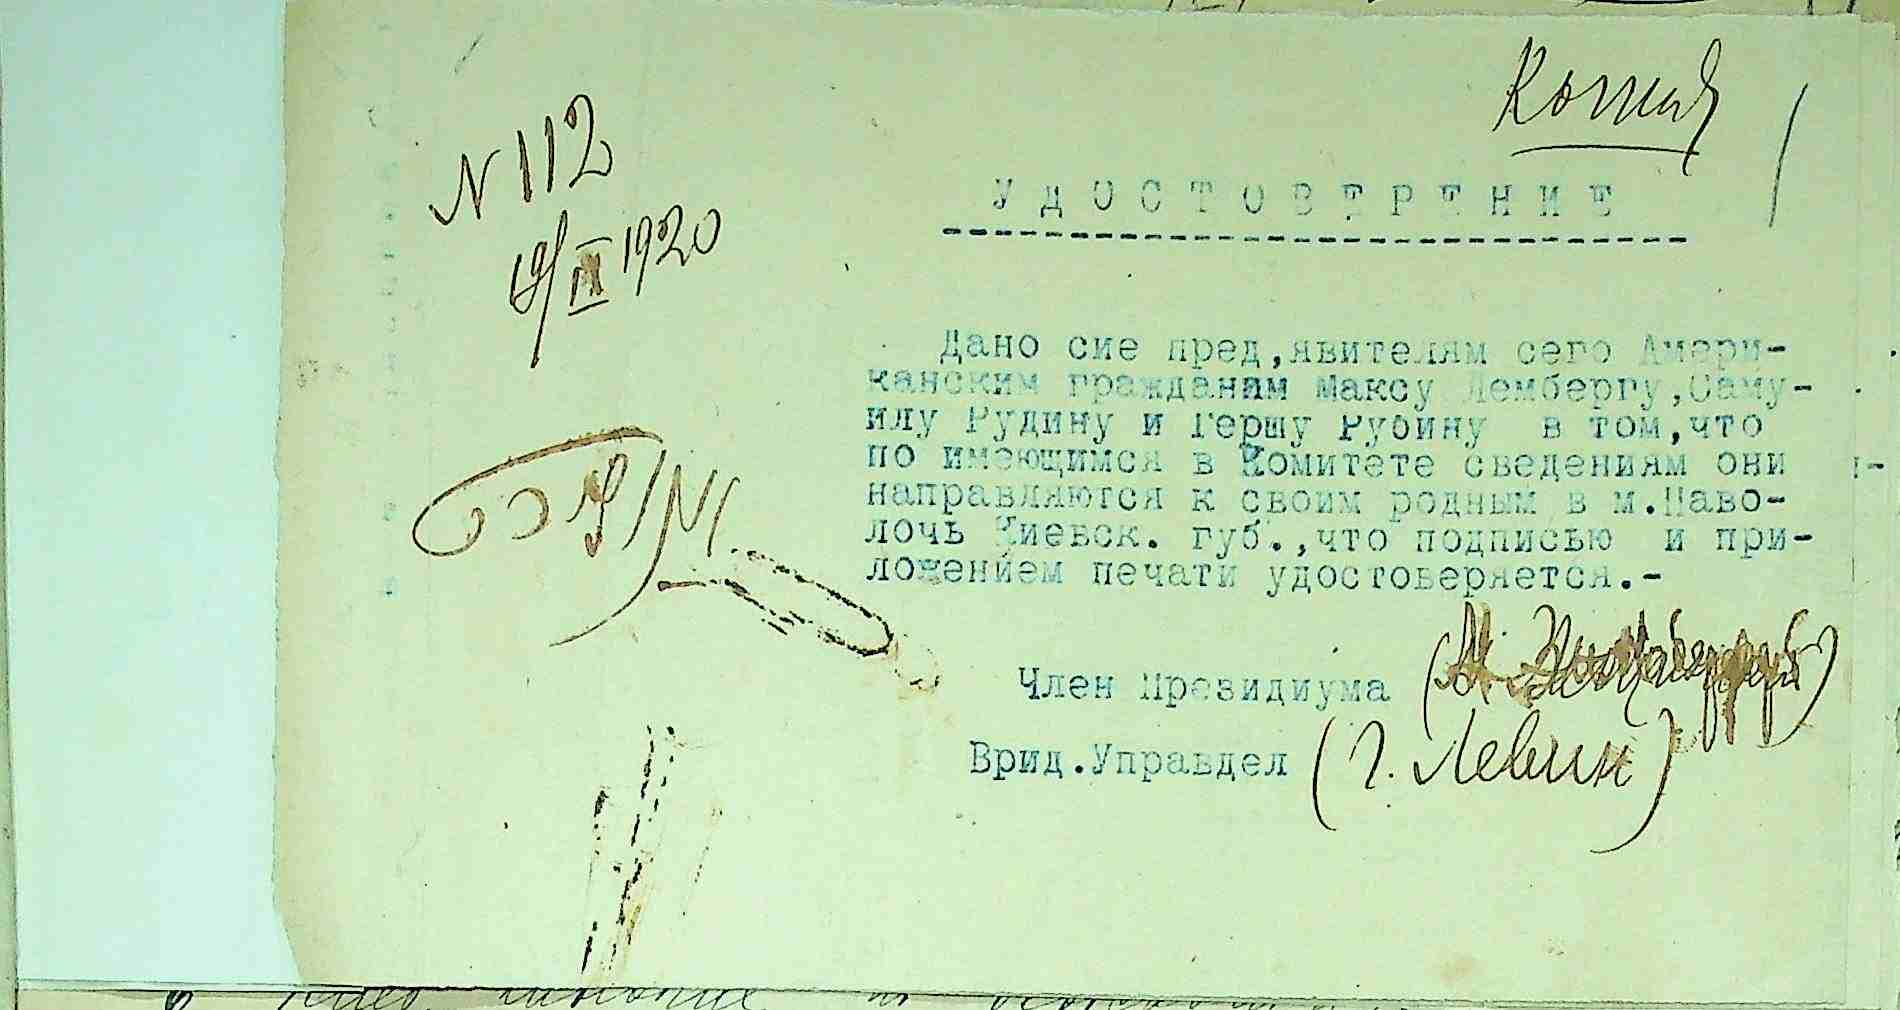 Копия
N 112
19/IX 1920
УДОСТОВЕРЕНИЕ
Дано сие пред,явителям сего Амери-
канским гражданам Максу Лембергу,Саму-
илу Рудину и Гершу Рубину в том,что
по имеющимся в Комитете сведениям они
направляются к своим родным в м.Паво-
лочь Киевск. губ.,что подписью и при-
ложением печати удостоверяется.-
Член Президиума
Врид.Управдел (Г. Левин)